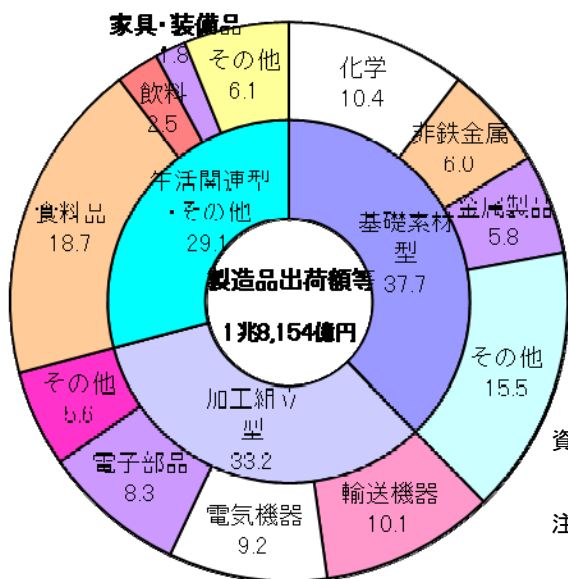 家具・装備品
1.8
その他
6.1
化学
10.4
飲料
2.5
非鉄金属
6.0
生活関連型
・その他
29.1
金属製品
5.8
食料品
18.7
基礎素材
型
37.7
製造品出荷額等
1兆8,154億円
その他
15.5
その他
5.6
加工組立
型
33.2
資
電子部品
8.3
輸送機器
10.1
電気機器
9.2
注